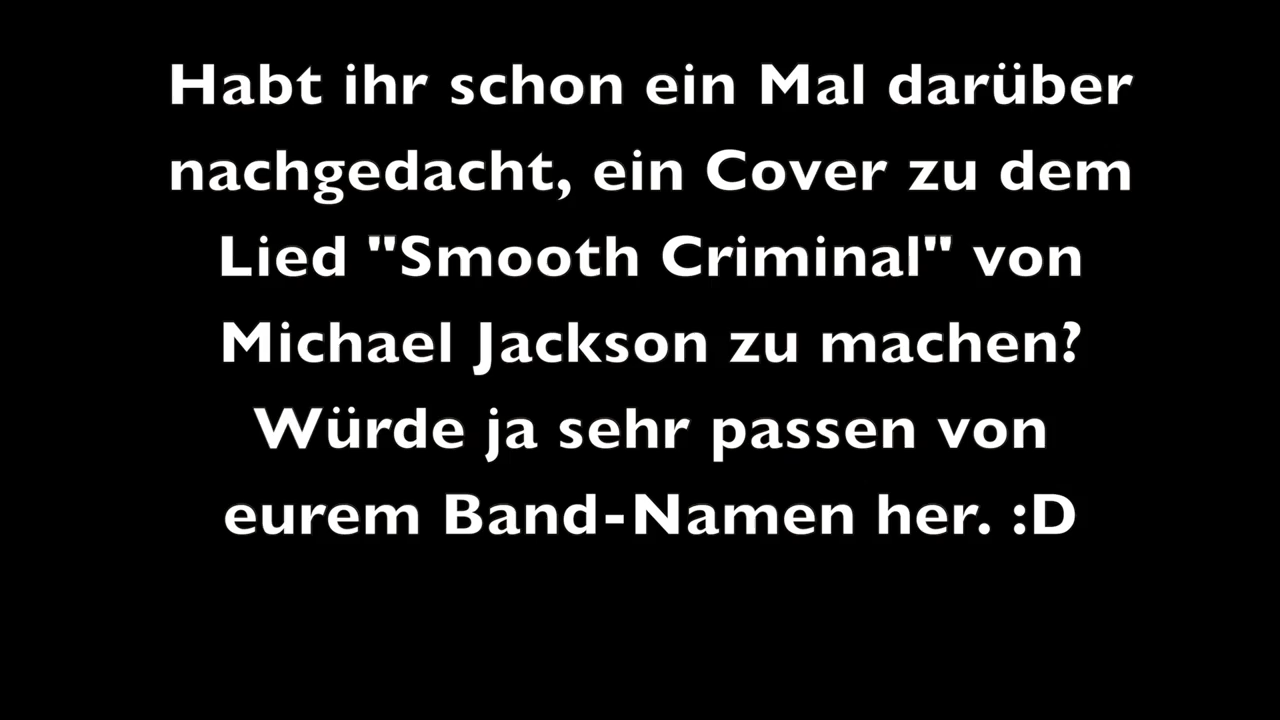 Habt ihr schon ein Mal darüber
nachgedacht, ein Cover zu dem
Lied "Smooth Criminal" von
Michael Jackson zu machen?
Würde ja sehr passen von
eurem Band-Namen her. :D